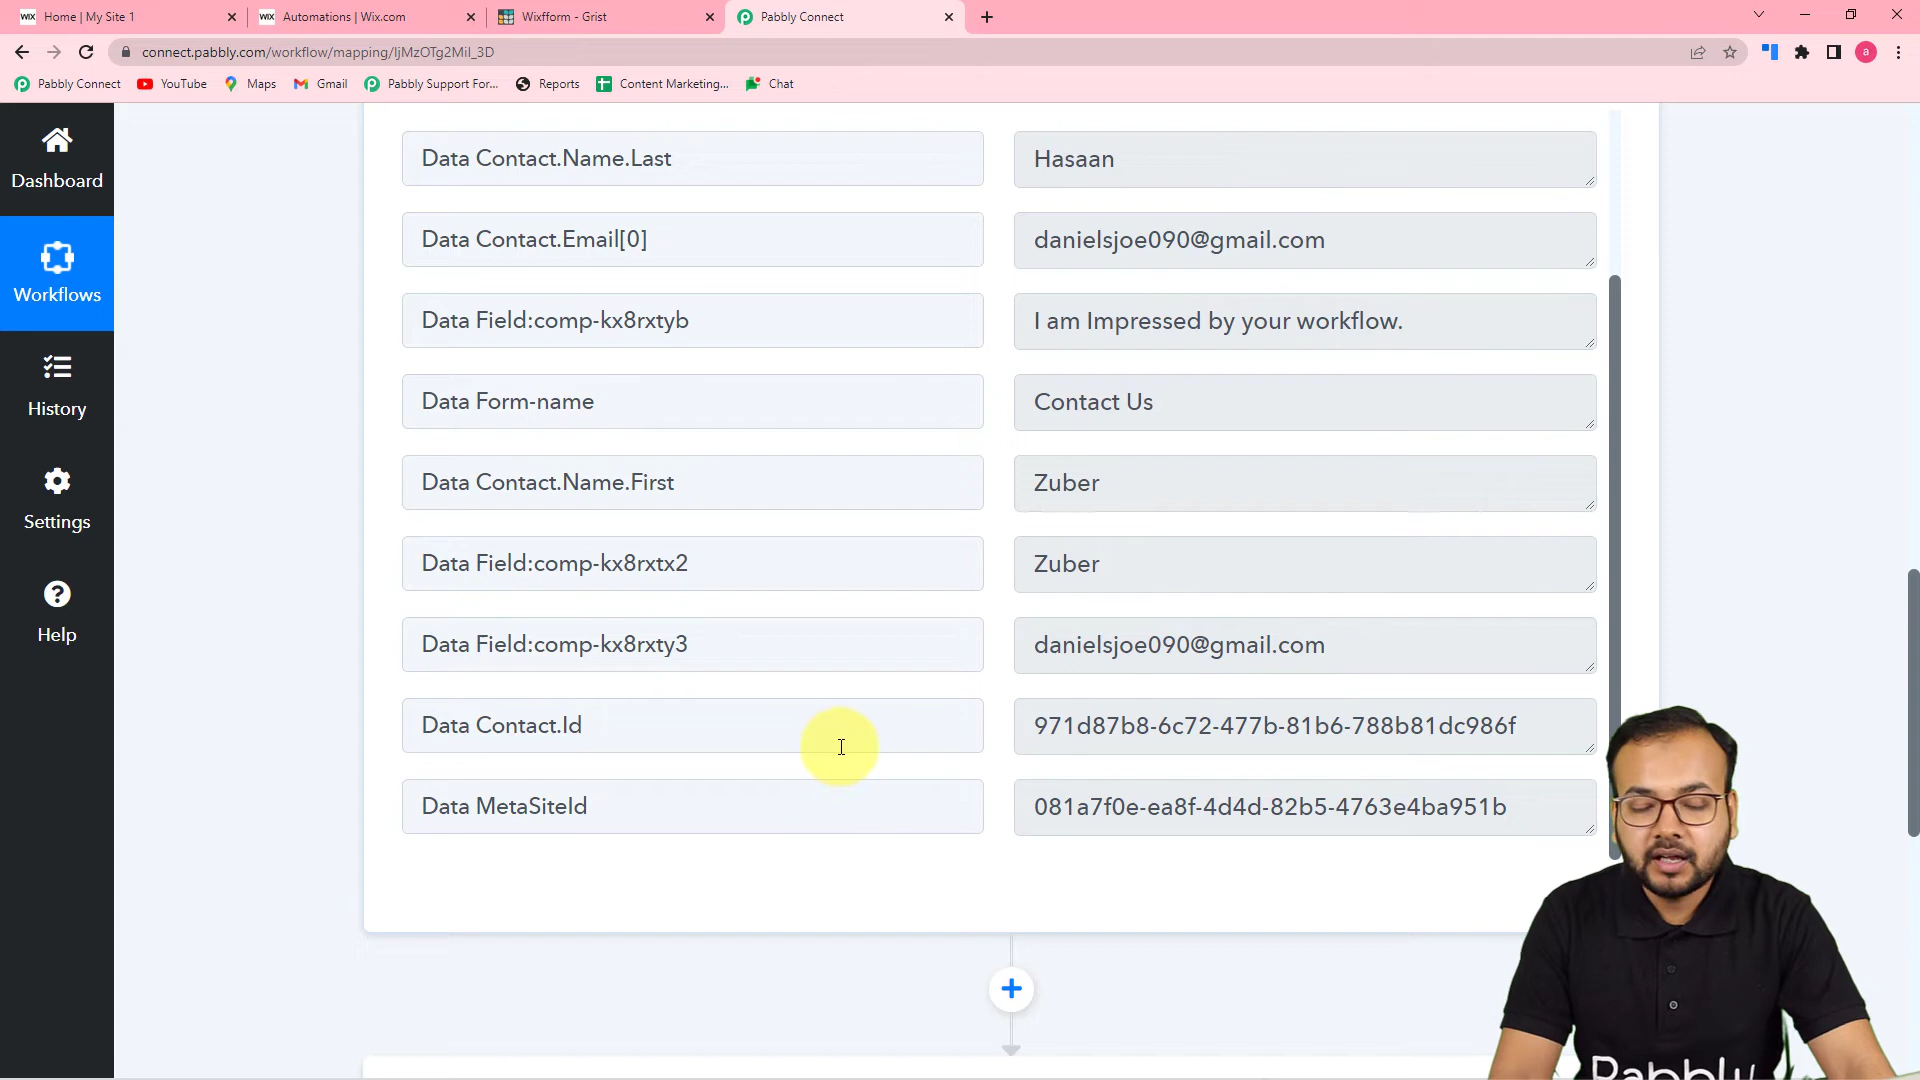 WIX Home | My Site 1
WIX Automations | Wix.com
Wixfform - Grist
Pabbly Connect
connect.pabbly.com/workflow/mapping/IjMzOTg2MiI_3D
a
Pabbly Connect
YouTube
Maps
Gmail
Pabbly Support For...
Reports
Content Marketing...
Chat
Dashboard
Workflows
History
Settings
Help
Data Contact.Name.Last
Hasaan
Data Contact.Email[0]
danielsjoe090@gmail.com
Data Field:comp-kx8rxtyb
I am Impressed by your workflow.
Data Form-name
Contact Us
Data Contact.Name.First
Zuber
Data Field:comp-kx8rxtx2
Zuber
Data Field:comp-kx8rxty3
danielsjoe090@gmail.com
Data Contact.Id
971d87b8-6c72-477b-81b6-788b81dc986f
Data MetaSiteId
081a7f0e-ea8f-4d4d-82b5-4763e4ba951b
Pabbly